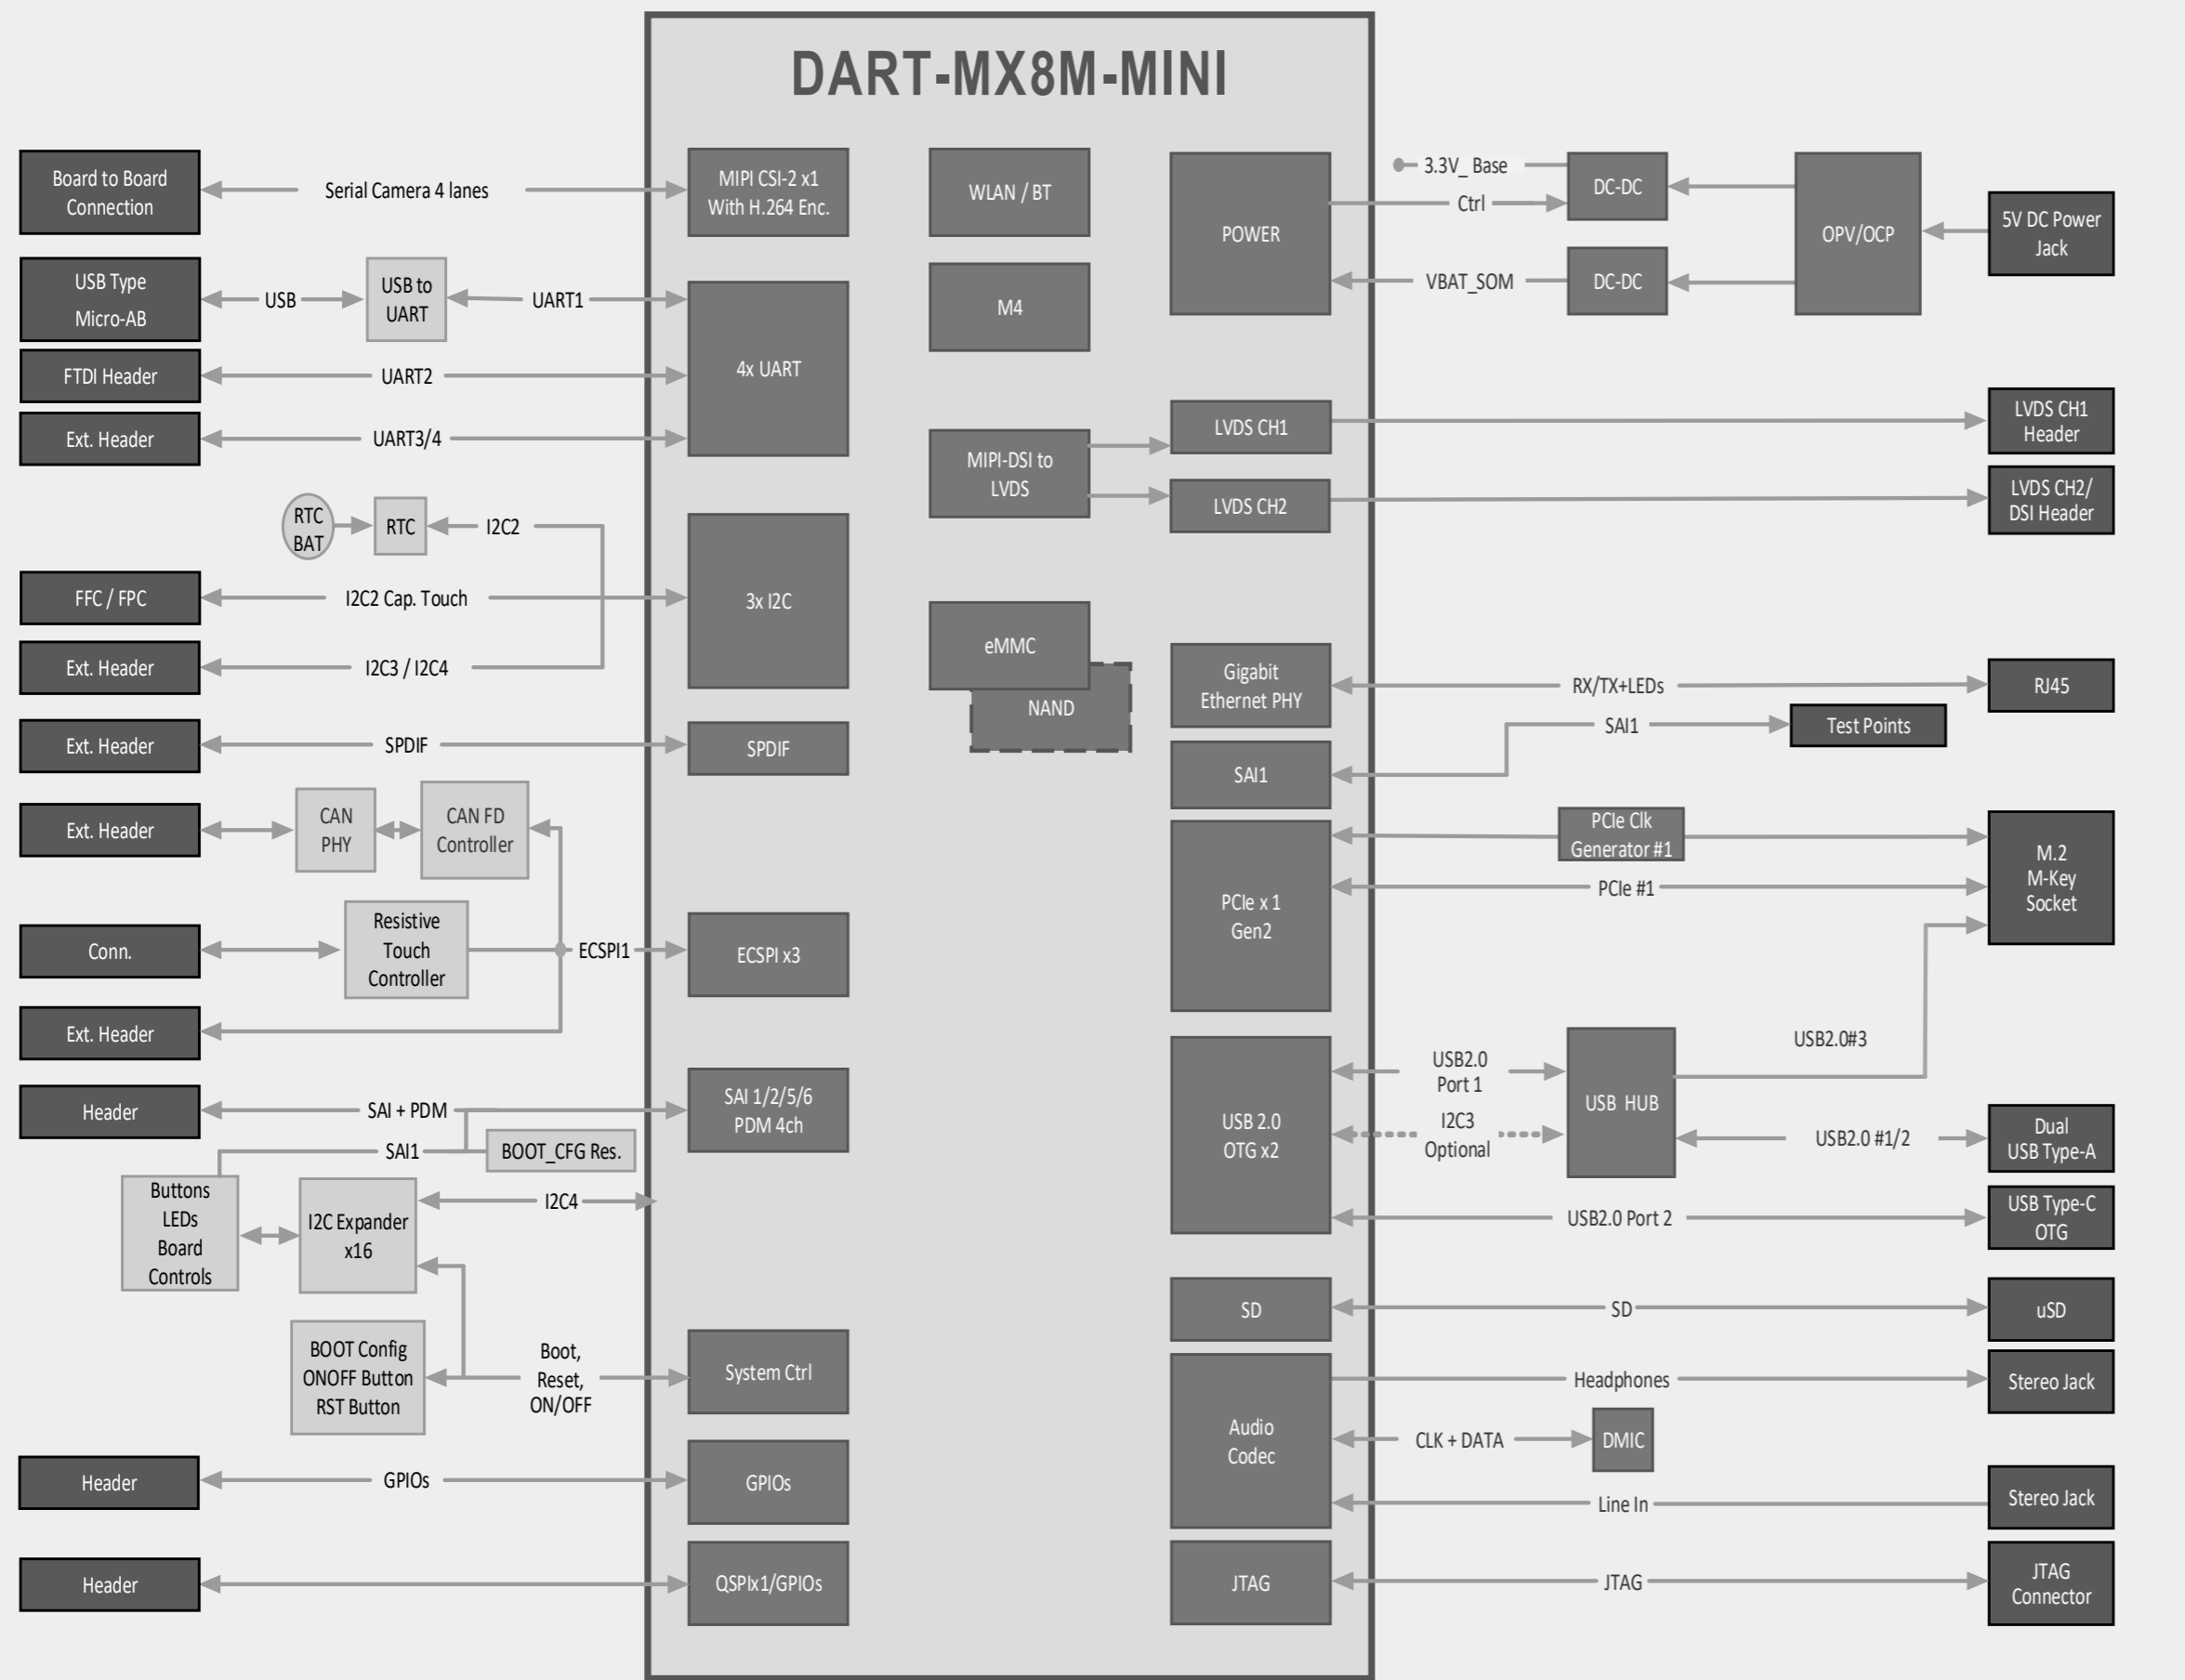 DART-MX8M-MINI
Board to Board
Connection
Serial Camera 4 lanes
MIPI CSI-2 x1
With H.264 Enc.
USB Type
Micro-AB
USB
USB to
UART
UART1
4x UART
FTDI Header
UART2
Ext. Header
UART3/4
RTC
BAT
RTC
I2C2
3x I2C
FFC / FPC
I2C2 Cap. Touch
Ext. Header
I2C3 / I2C4
Ext. Header
SPDIF
SPDIF
Ext. Header
CAN
PHY
CAN FD
Controller
Conn.
Resistive
Touch
Controller
ECSPI1
ECSPI x3
Ext. Header
Header
SAI + PDM
SAI 1/2/5/6
PDM 4ch
SAI1
BOOT_CFG Res.
Buttons
LEDs
Board
Controls
I2C Expander
x16
I2C4
BOOT Config
ONOFF Button
RST Button
Boot,
Reset,
ON/OFF
System Ctrl
Header
GPIOs
GPIOs
Header
QSPIx1/GPIOs
WLAN / BT
M4
MIPI-DSI to
LVDS
eMMC
NAND
POWER
3.3V_ Base
Ctrl
VBAT_SOM
DC-DC
DC-DC
OPV/OCP
5V DC Power
Jack
LVDS CH1
LVDS CH1
Header
LVDS CH2
LVDS CH2/
DSI Header
Gigabit
Ethernet PHY
RX/TX+LEDs
RJ45
SAI1
SAI1
Test Points
PCIe x 1
Gen2
PCIe Clk
Generator #1
PCIe #1
M.2
M-Key
Socket
USB 2.0
OTG x2
USB2.0
Port 1
I2C3
Optional
USB HUB
USB2.0#3
USB2.0 #1/2
Dual
USB Type-A
USB2.0 Port 2
USB Type-C
OTG
SD
SD
uSD
Audio
Codec
Headphones
Stereo Jack
CLK + DATA
DMIC
Line In
Stereo Jack
JTAG
JTAG
JTAG
Connector